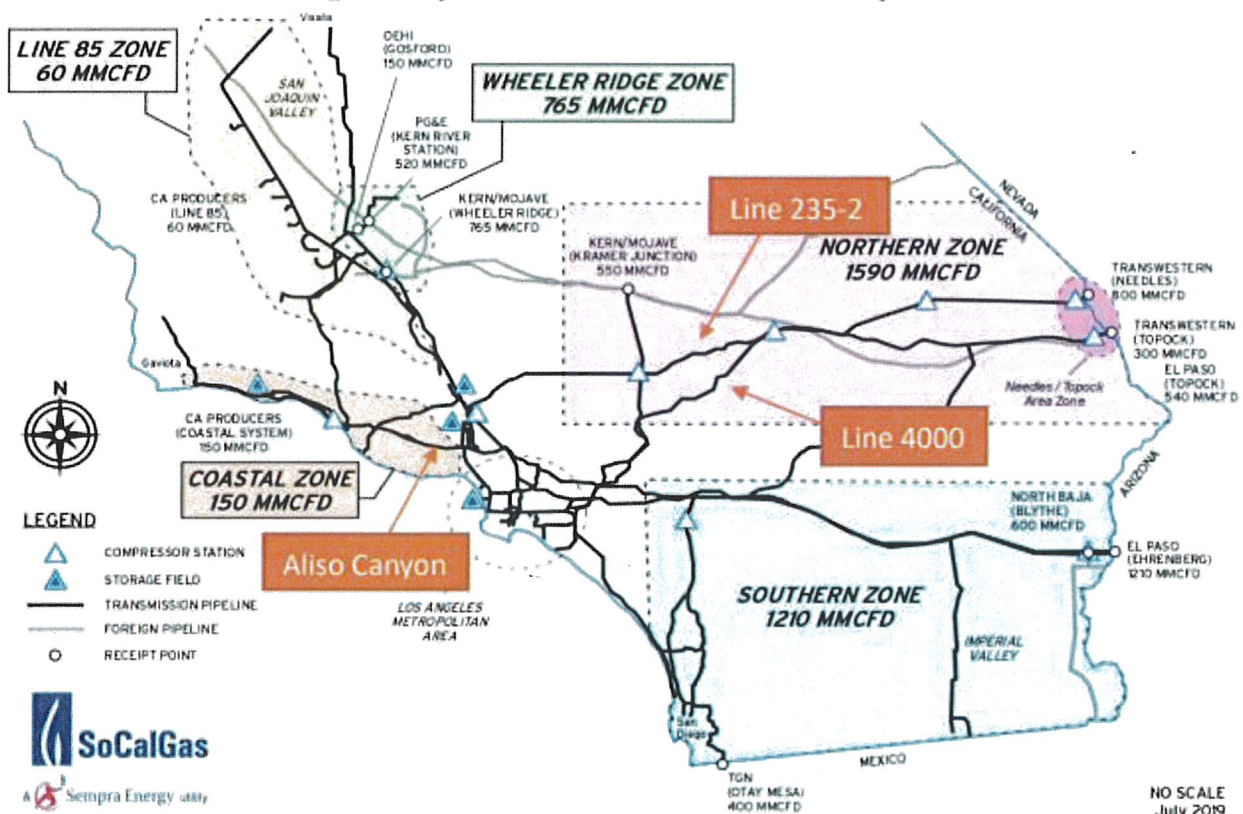 Visalia
OEHI
(GOSFORD)
150 MMCFD
LINE 85 ZONE
60 MMCFD
SAN
JOAQUIN
VALLEY
WHEELER RIDGE ZONE
765 MMCFD
PG&E
(KERN RIVER
STATION)
520 MMCFD
CA PRODUCERS
(LINE 85)
60 MMCFD
KERN/MOJAVE
(WHEELER RIDGE)
765 MMCFD
Line 235-2
NEVADA
CALIFORNIA
KERN/MOJAVE
(KRAMER JUNCTION)
550 MMCFD
NORTHERN ZONE
1590 MMCFD
TRANSWESTERN
(NEEDLES)
800 MMCFD
TRANSWESTERN
(TOPOCK)
300 MMCFD
EL PASO
(TOPOCK)
540 MMCFD
Needles / Topock
Area Zone
Gaviota
N
CA PRODUCERS
(COASTAL SYSTEM)
150 MMCFD
Line 4000
COASTAL ZONE
150 MMCFD
ARIZONA
NORTH BAJA
(BLYTHE)
600 MMCFD
EL PASO
(EHRENBERG)
1210 MMCFD
LEGEND
COMPRESSOR STATION
STORAGE FIELD
TRANSMISSION PIPELINE
FOREIGN PIPELINE
RECEIPT POINT
Aliso Canyon
LOS ANGELES
METROPOLITAN
AREA
SOUTHERN ZONE
1210 MMCFD
IMPERIAL
VALLEY
San
Diego
MEXICO
TGN
(OTAY MESA)
400 MMCFD
SoCalGas
A Sempra Energy utility
NO SCALE
July 2019